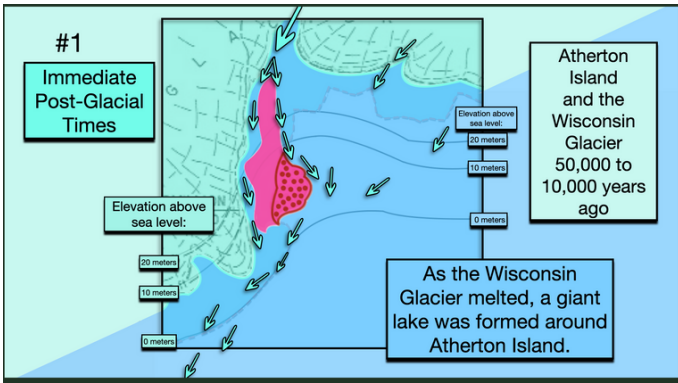 #1
Immediate
Post-Glacial
Times
Atherton
Island
and the
Wisconsin
Glacier
50,000 to
10,000 years
ago
Elevation above
sea level:
20 meters
10 meters
0 meters
Elevation above
sea level:
20 meters
10 meters
0 meters
As the Wisconsin
Glacier melted, a giant
lake was formed around
Atherton Island.